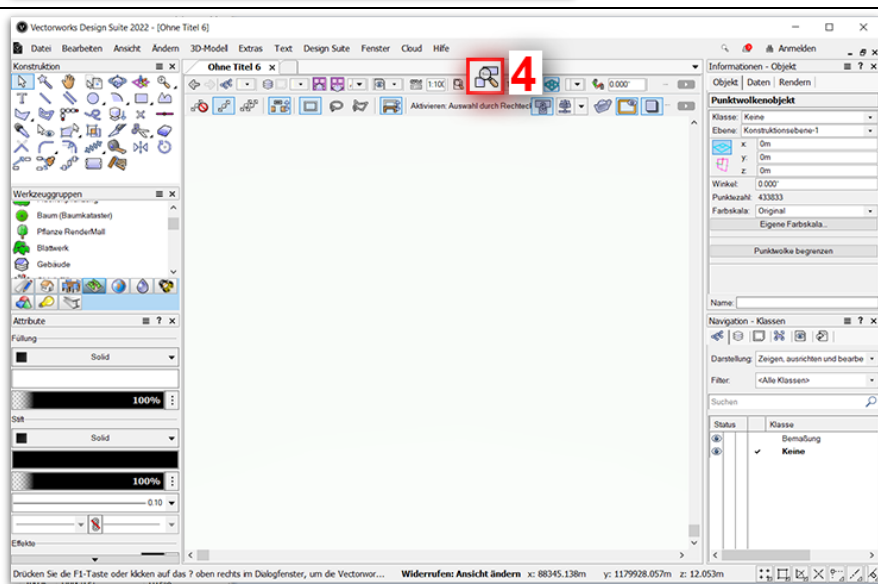 Vectorworks Design Suite 2022 - [Ohne Titel 6]
Datei Bearbeiten Ansicht Ändern 3D-Modell Extras Text Design Suite Fenster Cloud Hilfe Anmelden
Konstruktion
Ohne Titel 6
1:10(
4
0.000°
Aktivieren: Auswahl durch Rechteck
Werkzeuggruppen
Baum (Baumkataster)
Pflanze RenderMall
Blattwerk
Gebäude
Attribute
Füllung
Solid
100%
Stift
Solid
100%
0.10
Effekte
Informationen - Objekt
Objekt Daten Rendern
Punktwolkenobjekt
Klasse: Keine
Ebene: Konstruktionsebene-1
x: 0m
y: 0m
z: 0m
Winkel: 0.000°
Punktezahl: 433833
Farbskala: Original
Eigene Farbskala...
Punktwolke begrenzen
Name:
Navigation - Klassen
Darstellung: Zeigen, ausrichten und bearbe
Filter: <Alle Klassen>
Suchen
Status Klasse
Bemaßung
Keine
Drücken Sie die F1-Taste oder klicken auf das ? oben rechts im Dialogfenster, um die Vectorwor... Widerrufen: Ansicht ändern x: 88345.138m y: 1179928.057m z: 12.053m